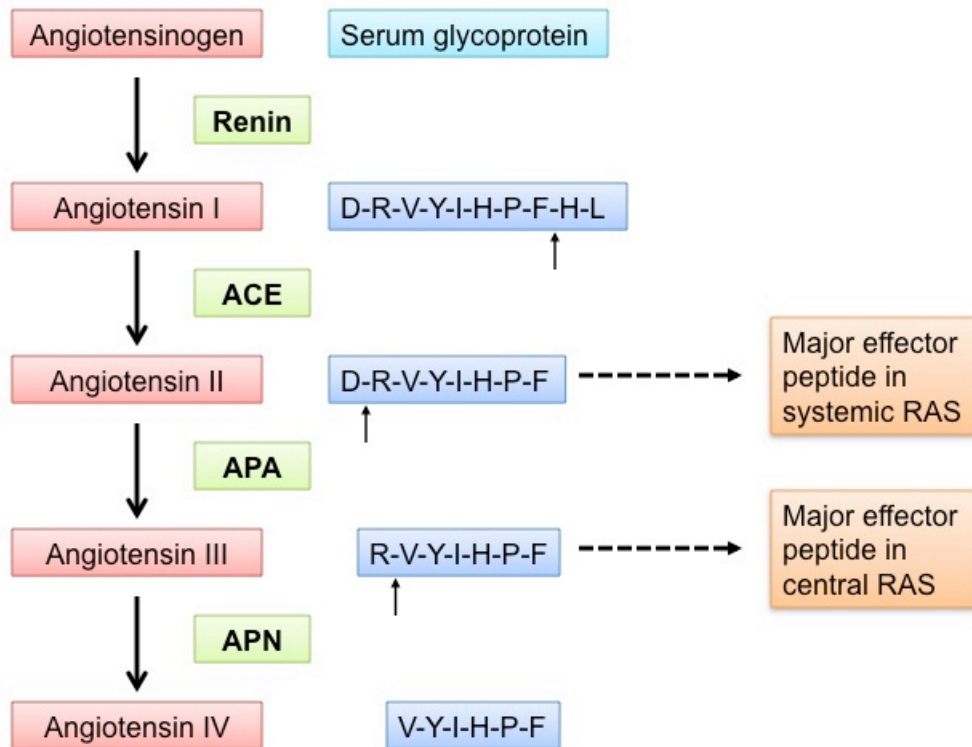 Angiotensinogen
Serum glycoprotein
Renin
Angiotensin I
D-R-V-Y-I-H-P-F-H-L
ACE
Angiotensin II
D-R-V-Y-I-H-P-F
Major effector
peptide in
systemic RAS
APA
Angiotensin III
R-V-Y-I-H-P-F
Major effector
peptide in
central RAS
APN
Angiotensin IV
V-Y-I-H-P-F